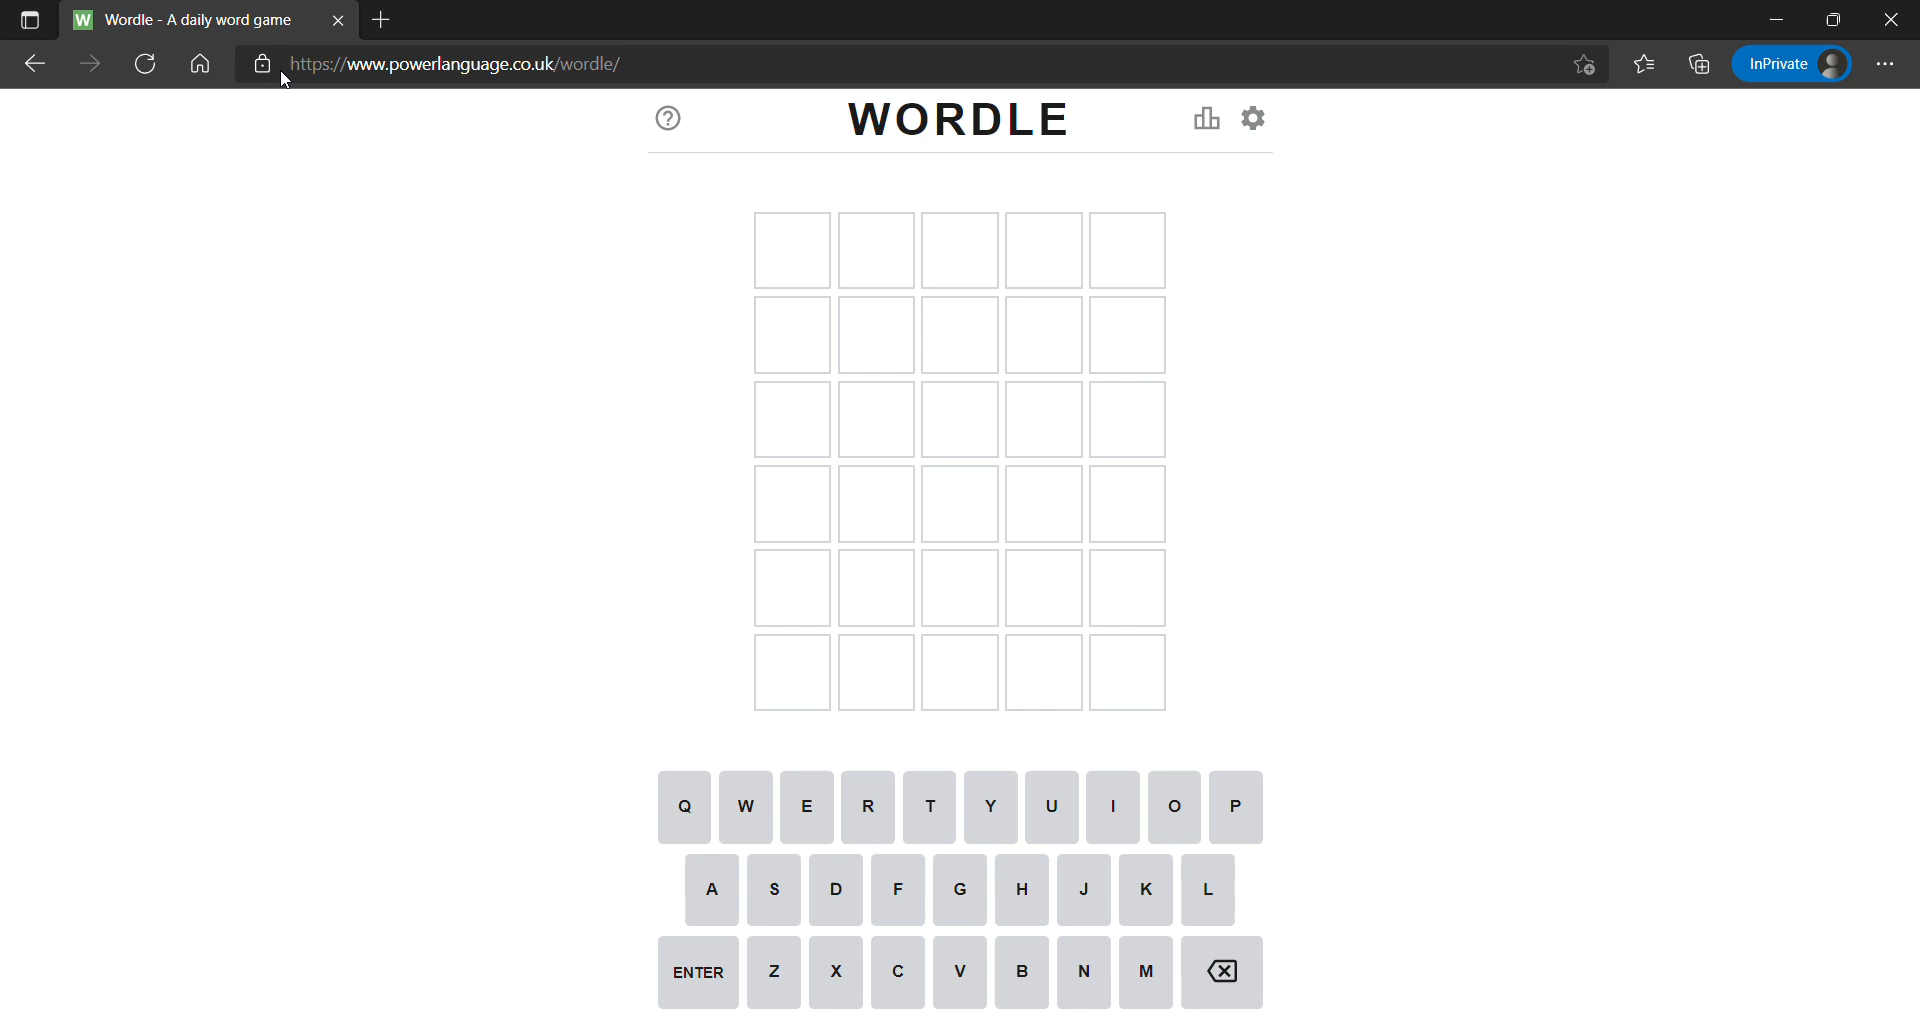 W Wordle - A daily word game
https://www.powerlanguage.co.uk/wordle/
InPrivate
WORDLE
Q W E R T Y U I O P
A S D F G H J K L
ENTER Z X C V B N M